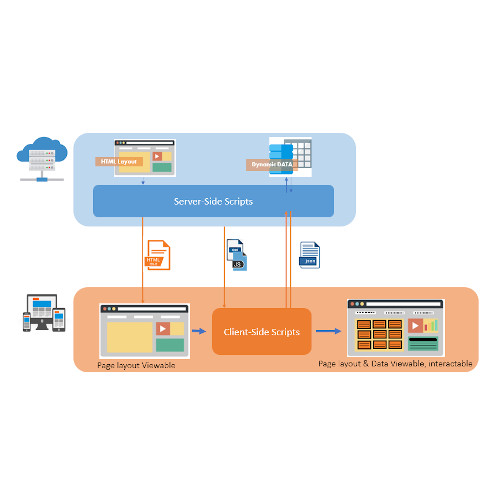 HTML Layout
Dynamic DATA
Server-Side Scripts
HTML
JS
.json
Client-Side Scripts
Page layout Viewable
Page layout & Data Viewable, interactable